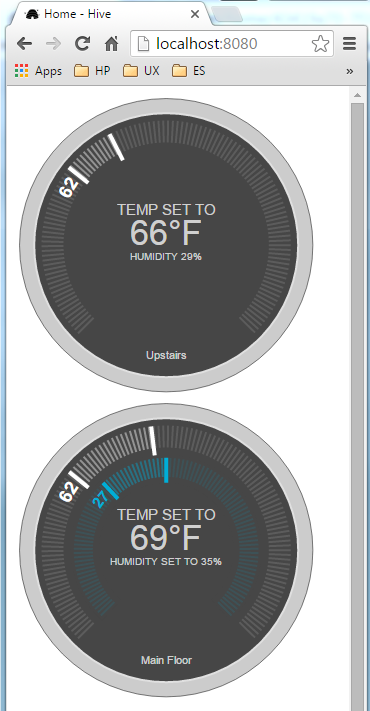 Home - Hive
localhost:8080
Apps HP UX ES »
62
TEMP SET TO
66°F
HUMIDITY 29%
Upstairs
62
27
TEMP SET TO
69°F
HUMIDITY SET TO 35%
Main Floor